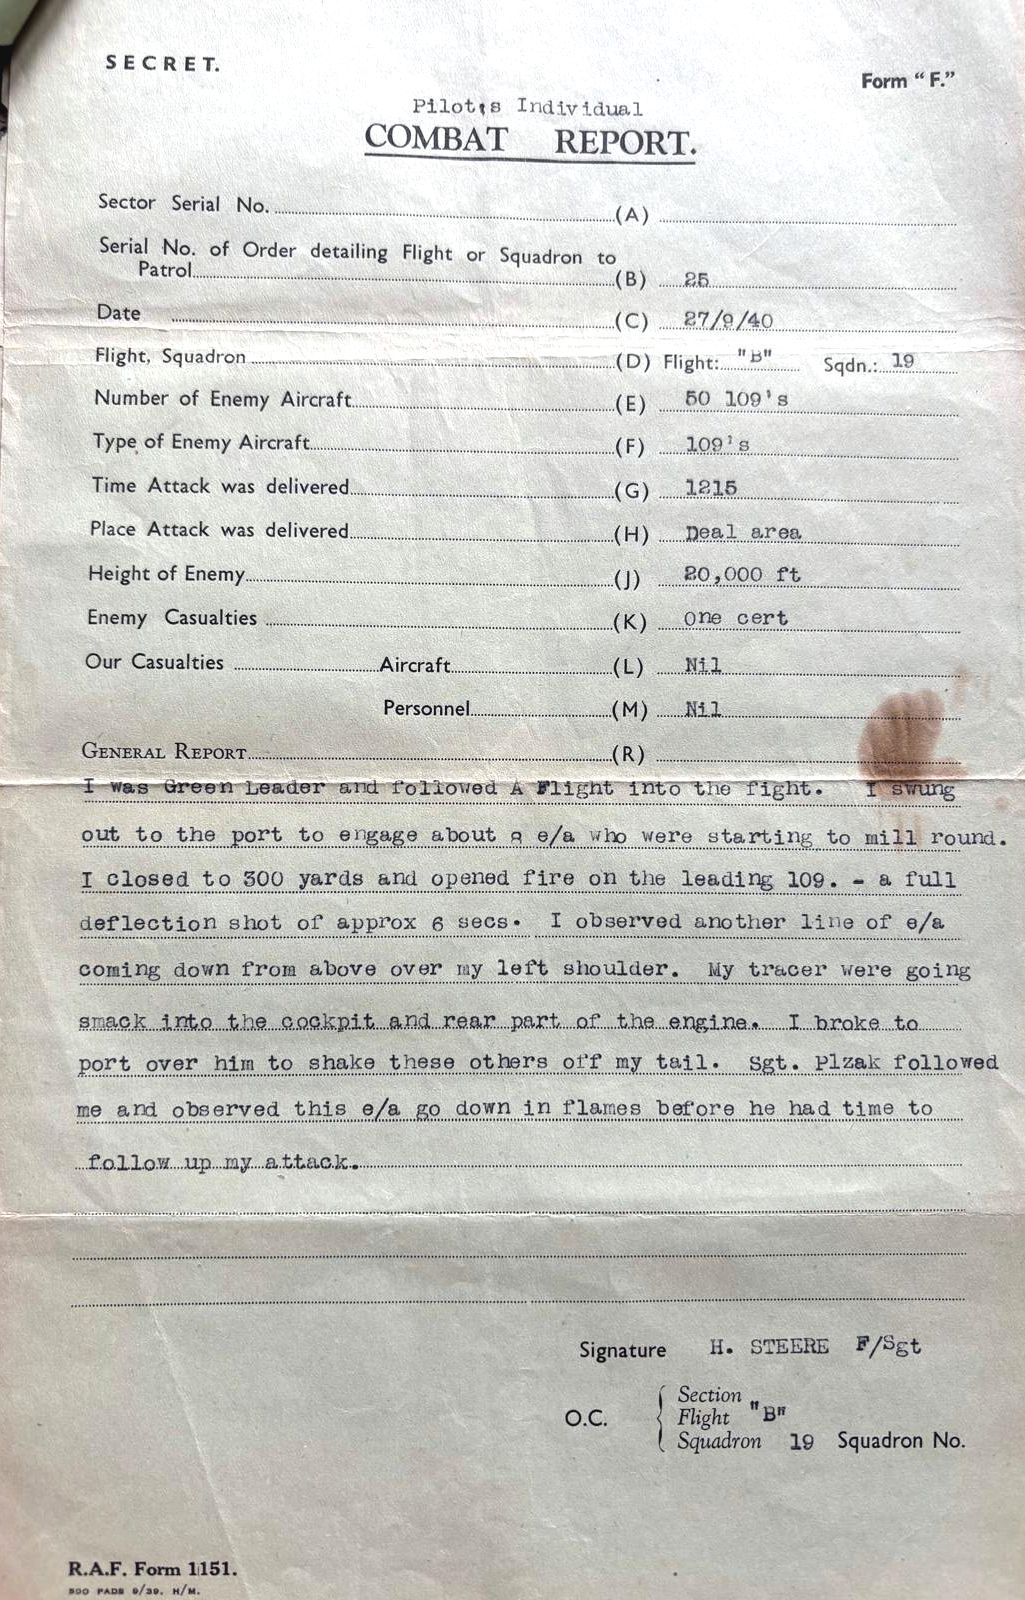 SECRET.
Form "F."
Pilot,s Individual
COMBAT REPORT.
Sector Serial No. (A)
Serial No. of Order detailing Flight or Squadron to
Patrol (B) 25
Date (C) 27/9/40
Flight, Squadron (D) Flight: "B" Sqdn.: 19
Number of Enemy Aircraft (E) 50 109's
Type of Enemy Aircraft (F) 109's
Time Attack was delivered (G) 1215
Place Attack was delivered (H) Deal area
Height of Enemy (J) 20,000 ft
Enemy Casualties (K) One cert
Our Casualties Aircraft (L) Nil
Personnel (M) Nil
GENERAL REPORT (R)
I was Green Leader and followed A Flight into the fight. I swung
out to the port to engage about 8 e/a who were starting to mill round.
I closed to 300 yards and opened fire on the leading 109. - a full
deflection shot of approx 6 secs. I observed another line of e/a
coming down from above over my left shoulder. My tracer were going
smack into the cockpit and rear part of the engine. I broke to
port over him to shake these others off my tail. Sgt. Plzak followed
me and observed this e/a go down in flames before he had time to
follow up my attack.
Signature H. STEERE F/Sgt
Section
O.C. Flight "B"
Squadron 19 Squadron No.
R.A.F. Form 1151.
500 PADS 9/39. H/M.